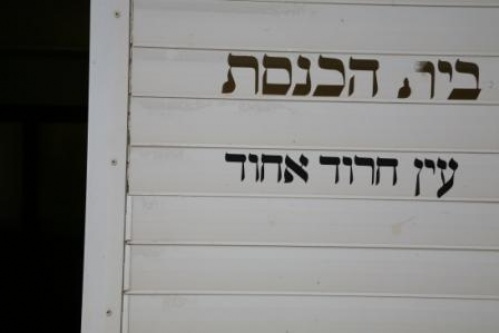 בית הכנסת
עין חרוד אחוד